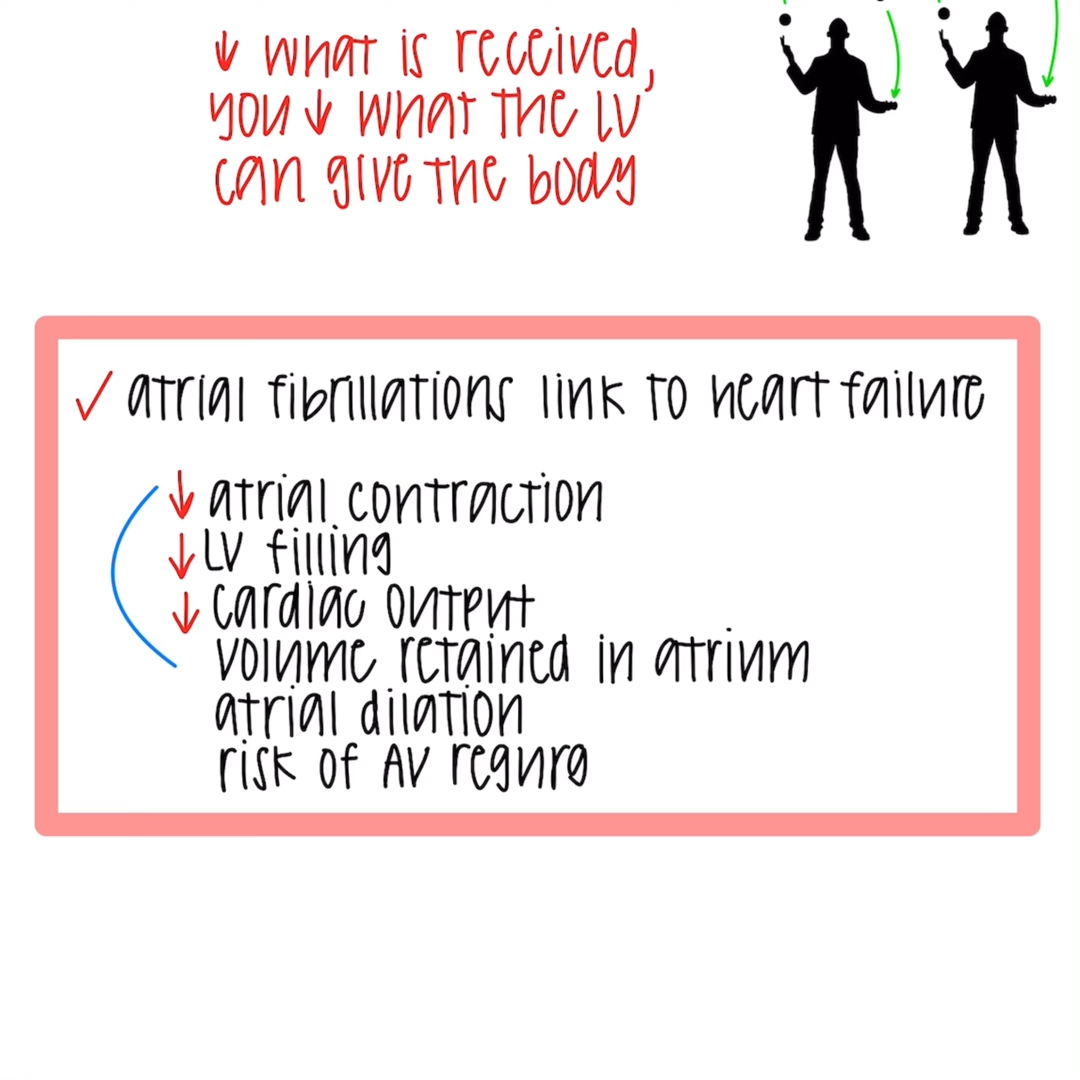 ↓ what is received,
you ↓ what the LV
can give the body
✓ atrial fibrillations link to heart failure
↓ atrial contraction
↓ LV filling
↓ cardiac output
volume retained in atrium
atrial dilation
risk of AV regurg